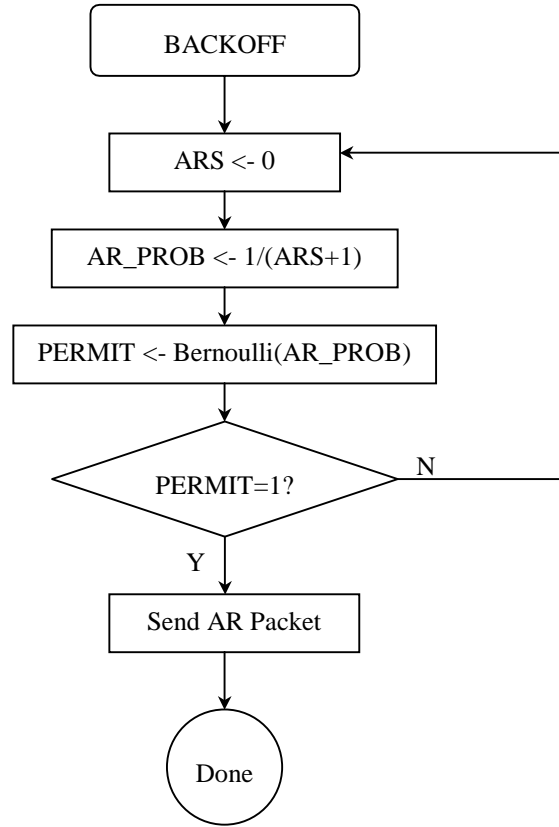 BACKOFF
ARS <- 0
AR_PROB <- 1/(ARS+1)
PERMIT <- Bernoulli(AR_PROB)
PERMIT=1?
N
Y
Send AR Packet
Done